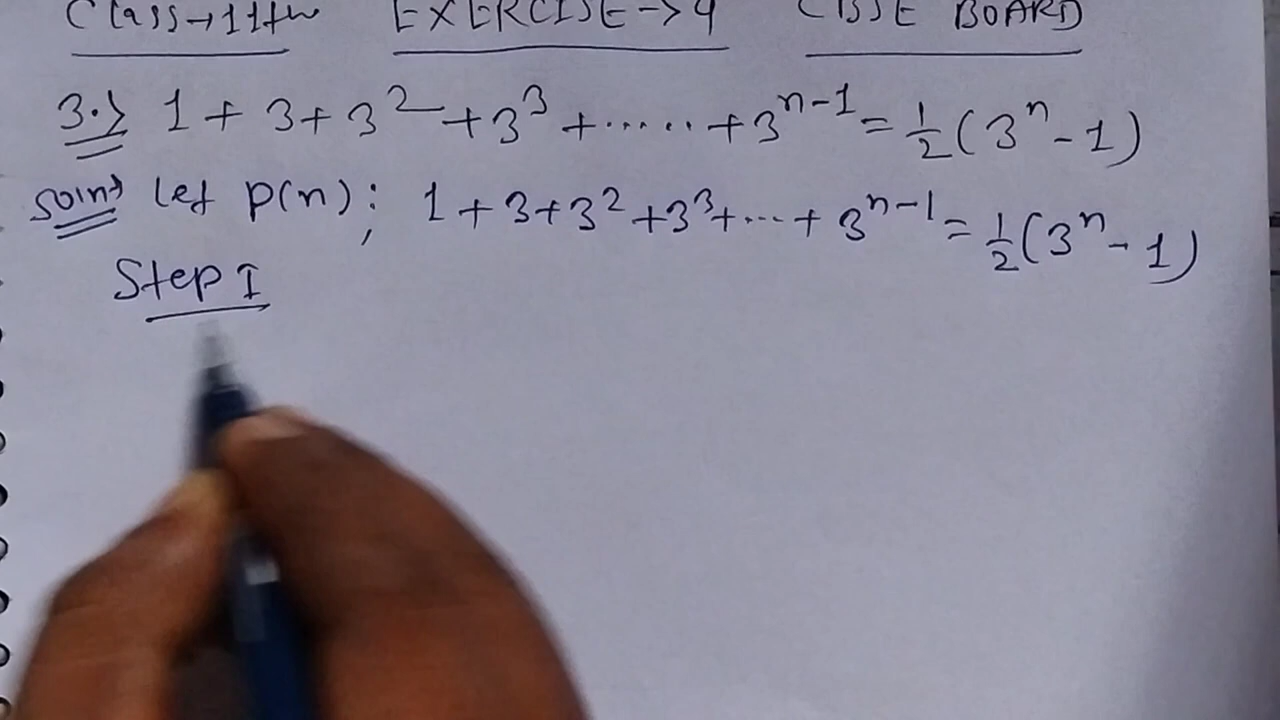 Class→11th EXERCISE→4 CBSE BOARD
3.> 1 + 3 + 3² + 3³ + ..... + 3ⁿ⁻¹ = 1/2 (3ⁿ - 1)
Soln> Let P(n): 1 + 3 + 3² + 3³ + ... + 3ⁿ⁻¹ = 1/2 (3ⁿ - 1)
Step I